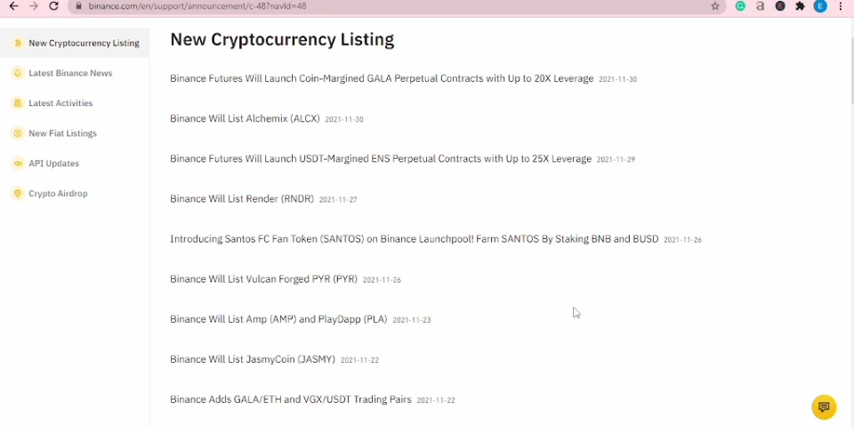 binance.com/en/support/announcement/c-48?navId=48
E
New Cryptocurrency Listing
Latest Binance News
Latest Activities
New Fiat Listings
API Updates
Crypto Airdrop
New Cryptocurrency Listing
Binance Futures Will Launch Coin-Margined GALA Perpetual Contracts with Up to 20X Leverage 2021-11-30
Binance Will List Alchemix (ALCX) 2021-11-30
Binance Futures Will Launch USDT-Margined ENS Perpetual Contracts with Up to 25X Leverage 2021-11-29
Binance Will List Render (RNDR) 2021-11-27
Introducing Santos FC Fan Token (SANTOS) on Binance Launchpool! Farm SANTOS By Staking BNB and BUSD 2021-11-26
Binance Will List Vulcan Forged PYR (PYR) 2021-11-26
Binance Will List Amp (AMP) and PlayDapp (PLA) 2021-11-23
Binance Will List JasmyCoin (JASMY) 2021-11-22
Binance Adds GALA/ETH and VGX/USDT Trading Pairs 2021-11-22